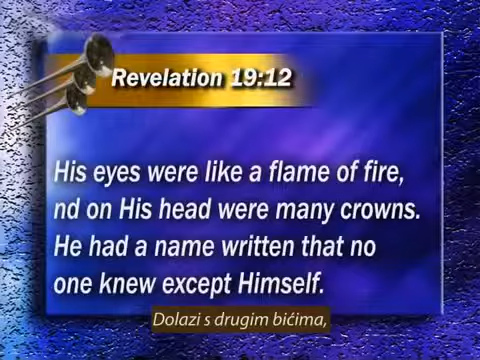 Revelation 19:12
His eyes were like a flame of fire,
nd on His head were many crowns.
He had a name written that no
one knew except Himself.
Dolazi s drugim bićima,